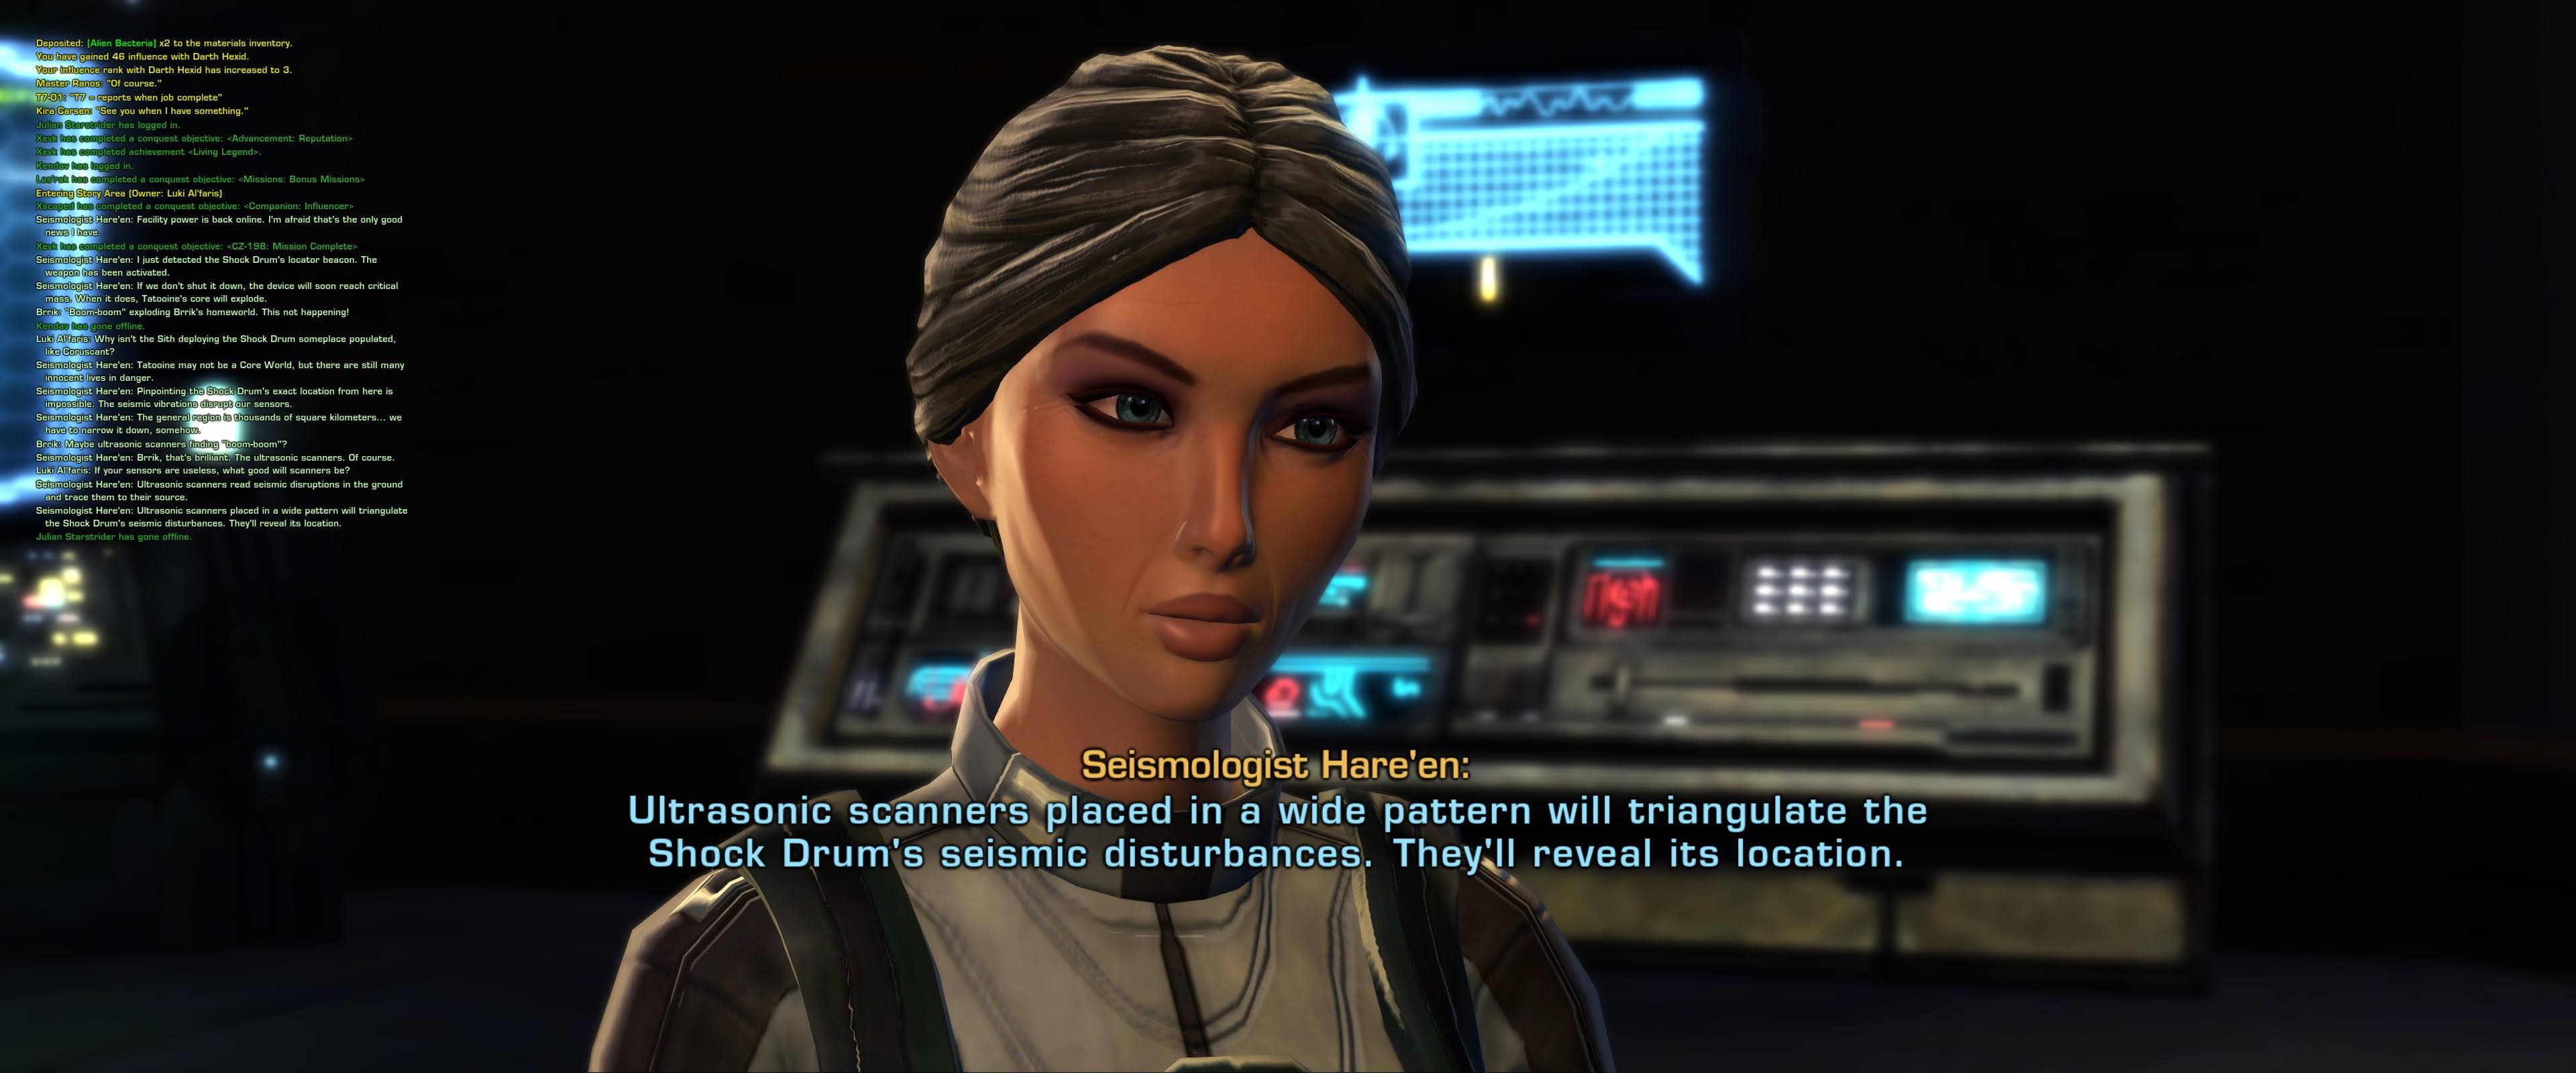 Deposited: [Alien Bacteria] x2 to the materials inventory.
You have gained 46 influence with Darth Hexid.
Your influence rank with Darth Hexid has increased to 3.
Master Ranos: "Of course."
T7-01: "T7 = reports when job complete"
Kira Carsen: "See you when I have something."
Julian Starstrider has logged in.
Xevk has completed a conquest objective: <Advancement: Reputation>
Xevk has completed achievement <Living Legend>.
Kendav has logged in.
has completed a conquest objective: <Missions: Bonus Missions>
Entering Story Area (Owner: Luki Al'faris)
Xscaped has completed a conquest objective: <Companion: Influencer>
Seismologist Hare'en: Facility power is back online. I'm afraid that's the only good
news I have.
Xevk has completed a conquest objective: <CZ-198: Mission Complete>
Seismologist Hare'en: I just detected the Shock Drum's locator beacon. The
weapon has been activated.
Seismologist Hare'en: If we don't shut it down, the device will soon reach critical
mass. When it does, Tatooine's core will explode.
Brrik: "Boom-boom" exploding Brrik's homeworld. This not happening!
Kendav has gone offline.
Luki Al'faris: Why isn't the Sith deploying the Shock Drum someplace populated,
like Coruscant?
Seismologist Hare'en: Tatooine may not be a Core World, but there are still many
innocent lives in danger.
Seismologist Hare'en: Pinpointing the Shock Drum's exact location from here is
impossible. The seismic vibrations disrupt our sensors.
Seismologist Hare'en: The general region is thousands of square kilometers... we
have to narrow it down, somehow.
Brrik: Maybe ultrasonic scanners finding "boom-boom"?
Seismologist Hare'en: Brrik, that's brilliant. The ultrasonic scanners. Of course.
Luki Al'faris: If your sensors are useless, what good will scanners be?
Seismologist Hare'en: Ultrasonic scanners read seismic disruptions in the ground
and trace them to their source.
Seismologist Hare'en: Ultrasonic scanners placed in a wide pattern will triangulate
the Shock Drum's seismic disturbances. They'll reveal its location.
Julian Starstrider has gone offline.
Seismologist Hare'en:
Ultrasonic scanners placed in a wide pattern will triangulate the
Shock Drum's seismic disturbances. They'll reveal its location.